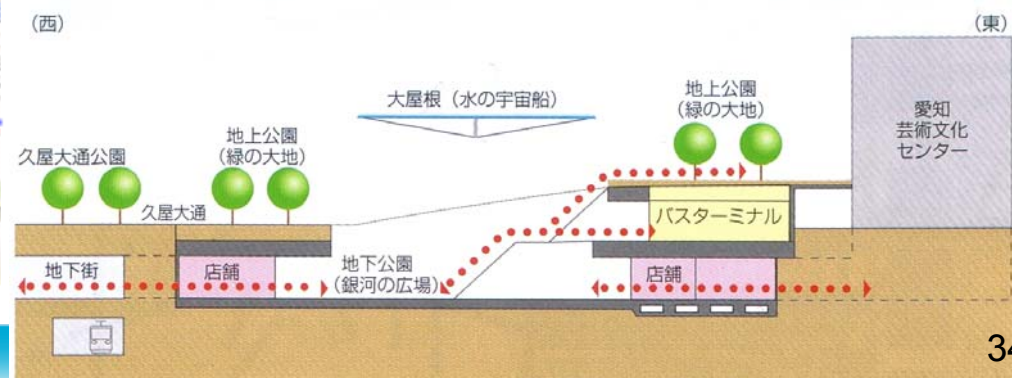 (西)
(東)
大屋根(水の宇宙船)
地上公園
(緑の大地)
愛知
芸術文化
センター
地上公園
(緑の大地)
久屋大通公園
久屋大通
バスターミナル
地下街
店舗
地下公園
(銀河の広場)
店舗
34